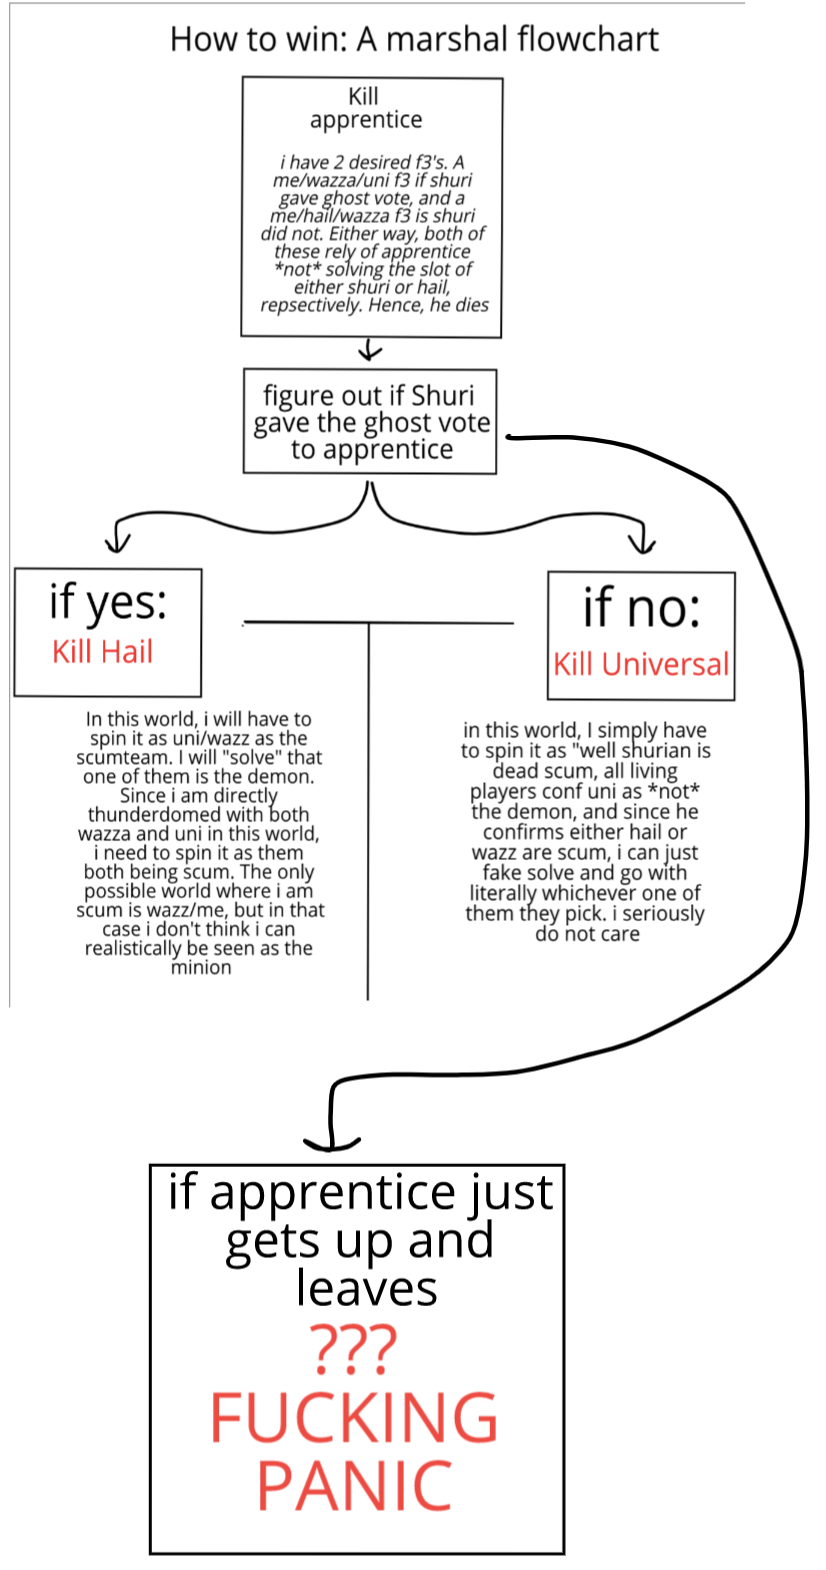 How to win: A marshal flowchart
Kill
apprentice
i have 2 desired f3's. A
me/wazza/uni f3 if shuri
gave ghost vote, and a
me/hail/wazza f3 is shuri
did not. Either way, both of
these rely of apprentice
*not* solving the slot of
either shuri or hail,
repsectively. Hence, he dies
figure out if Shuri
gave the ghost vote
to apprentice
if yes:
Kill Hail
In this world, i will have to
spin it as uni/wazz as the
scumteam. I will "solve" that
one of them is the demon.
Since i am directly
thunderdomed with both
wazza and uni in this world,
i need to spin it as them
both being scum. The only
possible world where i am
scum is wazz/me, but in that
case i don't think i can
realistically be seen as the
minion
if no:
Kill Universal
in this world, I simply have
to spin it as "well shurian is
dead scum, all living
players conf uni as *not*
the demon, and since he
confirms either hail or
wazz are scum, i can just
fake solve and go with
literally whichever one of
them they pick. i seriously
do not care
if apprentice just
gets up and
leaves
???
FUCKING
PANIC